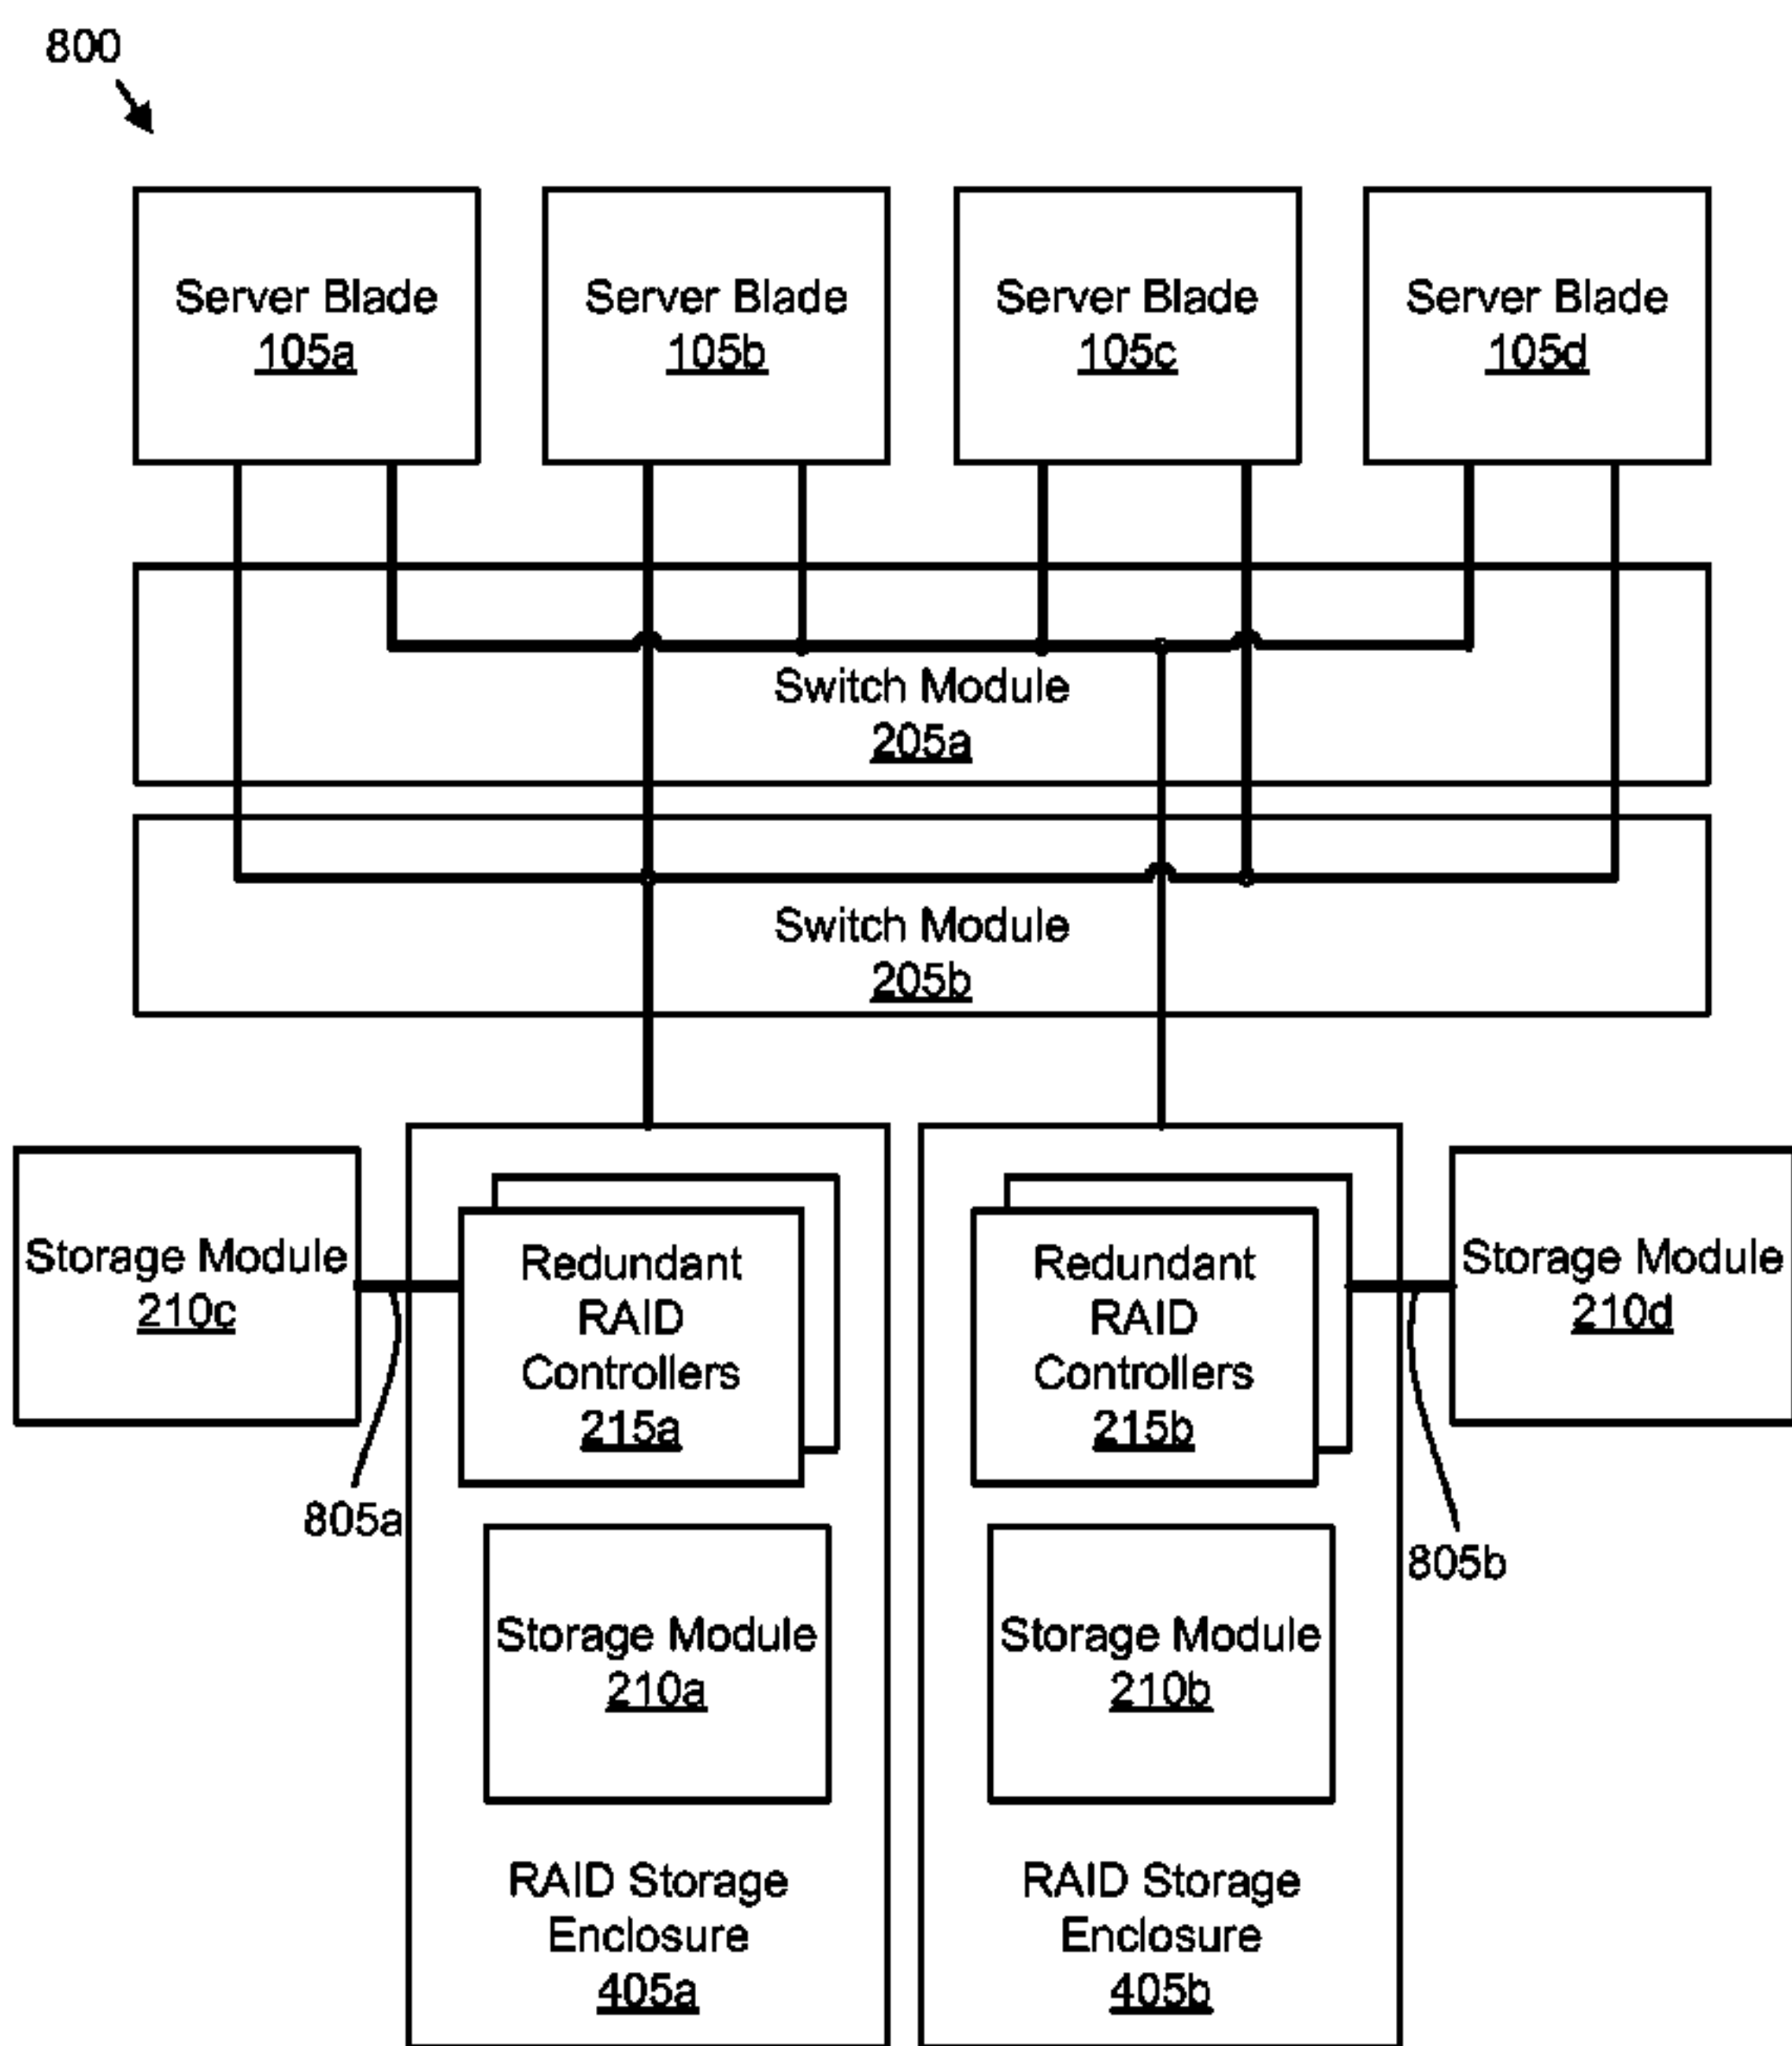 800
Server Blade
105a
Server Blade
105b
Server Blade
105c
Server Blade
105d
Switch Module
205a
Switch Module
205b
Storage Module
210c
Redundant
RAID
Controllers
215a
Redundant
RAID
Controllers
215b
Storage Module
210d
805a
805b
Storage Module
210a
Storage Module
210b
RAID Storage
Enclosure
405a
RAID Storage
Enclosure
405b